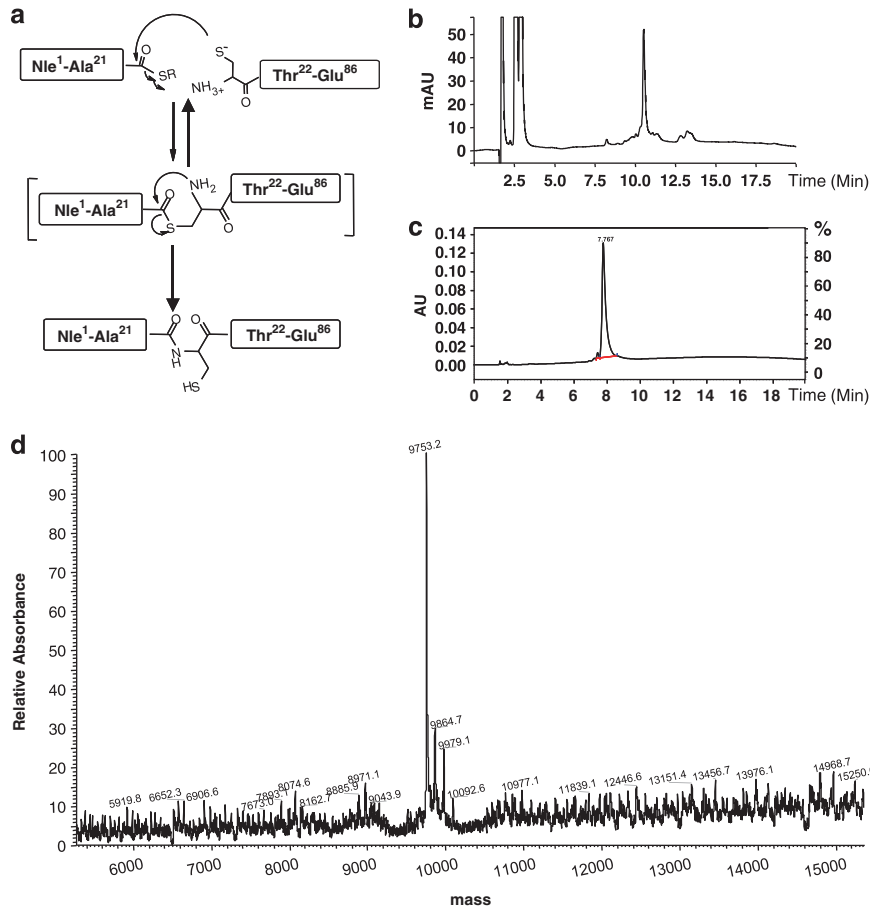 a
Nle1-Ala21
O
SR
S-
NH3+
O
Thr22-Glu86
Nle1-Ala21
O
S
NH2
O
Thr22-Glu86
Nle1-Ala21
O
N
H
O
HS
Thr22-Glu86
b
mAU
50
40
30
20
10
0
2.5 5.0 7.5 10.0 12.5 15.0 17.5 Time (Min)
c
AU
0.14
0.12
0.10
0.08
0.06
0.04
0.02
0.00
7.767
%
80
60
40
20
0
0 2 4 6 8 10 12 14 16 18 Time (Min)
d
Relative Absorbance
100
90
80
70
60
50
40
30
20
10
0
9753.2
9864.7
9979.1
10092.6
5919.8
6652.3
6906.6
7673.0
7893.1
8074.6
8162.7
8885.9
8971.1
9043.9
10977.1
11839.1
12446.6
13151.4
13456.7
13976.1
14968.7
6000 7000 8000 9000 10000 11000 12000 13000 14000 15000
mass